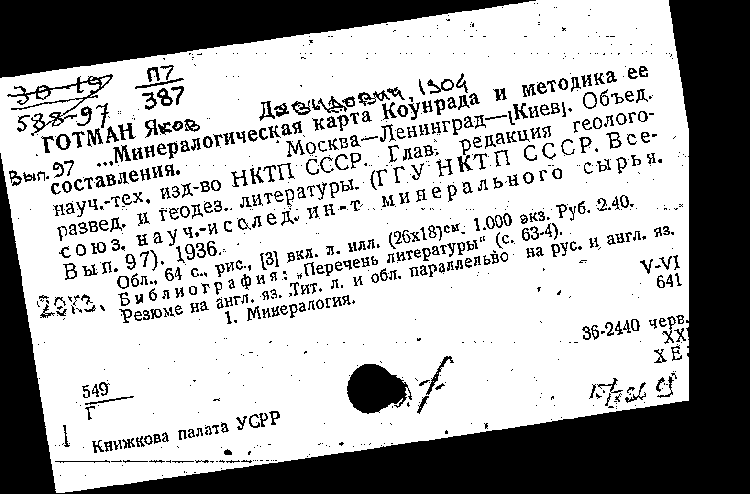 30-19 П7
588-97 387
ГОТМАН Яков Давидович, 1904
Вып. 97 ...Минералогическая карта Коунрада и методика ее
составления. Москва—Ленинград—[Киев]. Объед.
науч.-тех. изд-во НКТП СССР. Глав. редакция геолого-
развед. и геодез. литературы. (ГГУ НКТП СССР. Все-
союз. науч.-исслед. ин-т минерального сырья.
Вып. 97). 1936.
Обл., 64 с., рис., [3] вкл. л. илл. (26х18)см. 1.000 экз. Руб. 2.40.
2экз. Библиография: „Перечень литературы" (с. 63-4).
Резюме на англ. яз. Тит. л. и обл. параллельно на рус. и англ. яз.
1. Минералогия.
V-VI
641
36-2440 черв.
XX
ХЕ
549
Г
Книжкова палата УСРР